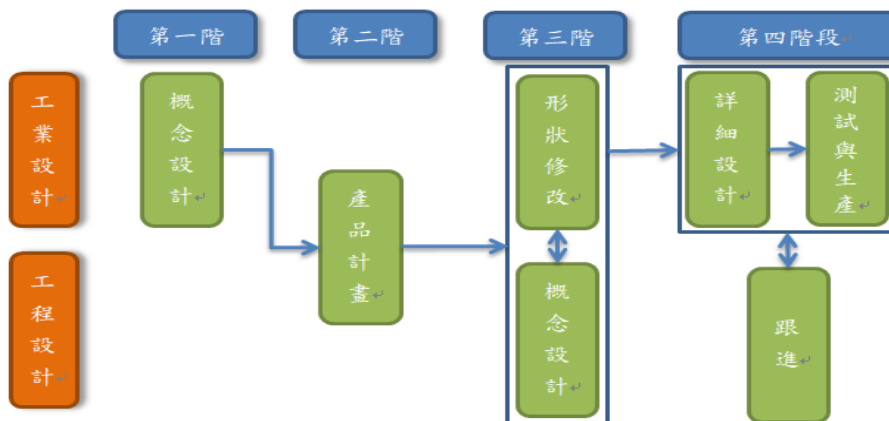 第一階
第二階
第三階
第四階段
工業設計
概念設計
形狀修改
詳細設計
測試與生產
產品計畫
工程設計
概念設計
跟進